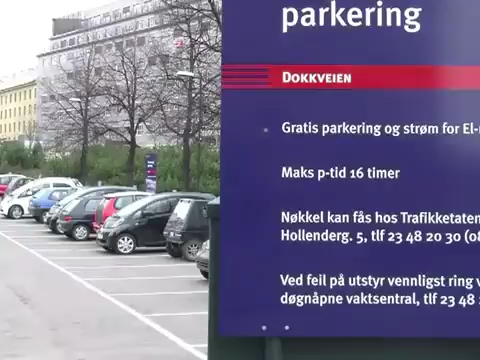 parkering
DOKKVEIEN
Gratis parkering og strøm for El-
Maks p-tid 16 timer
Nøkkel kan fås hos Trafikketaten
Hollenderg. 5, tlf 23 48 20 30 (08
Ved feil på utstyr vennligst ring
døgnåpne vaktsentral, tlf 23 48